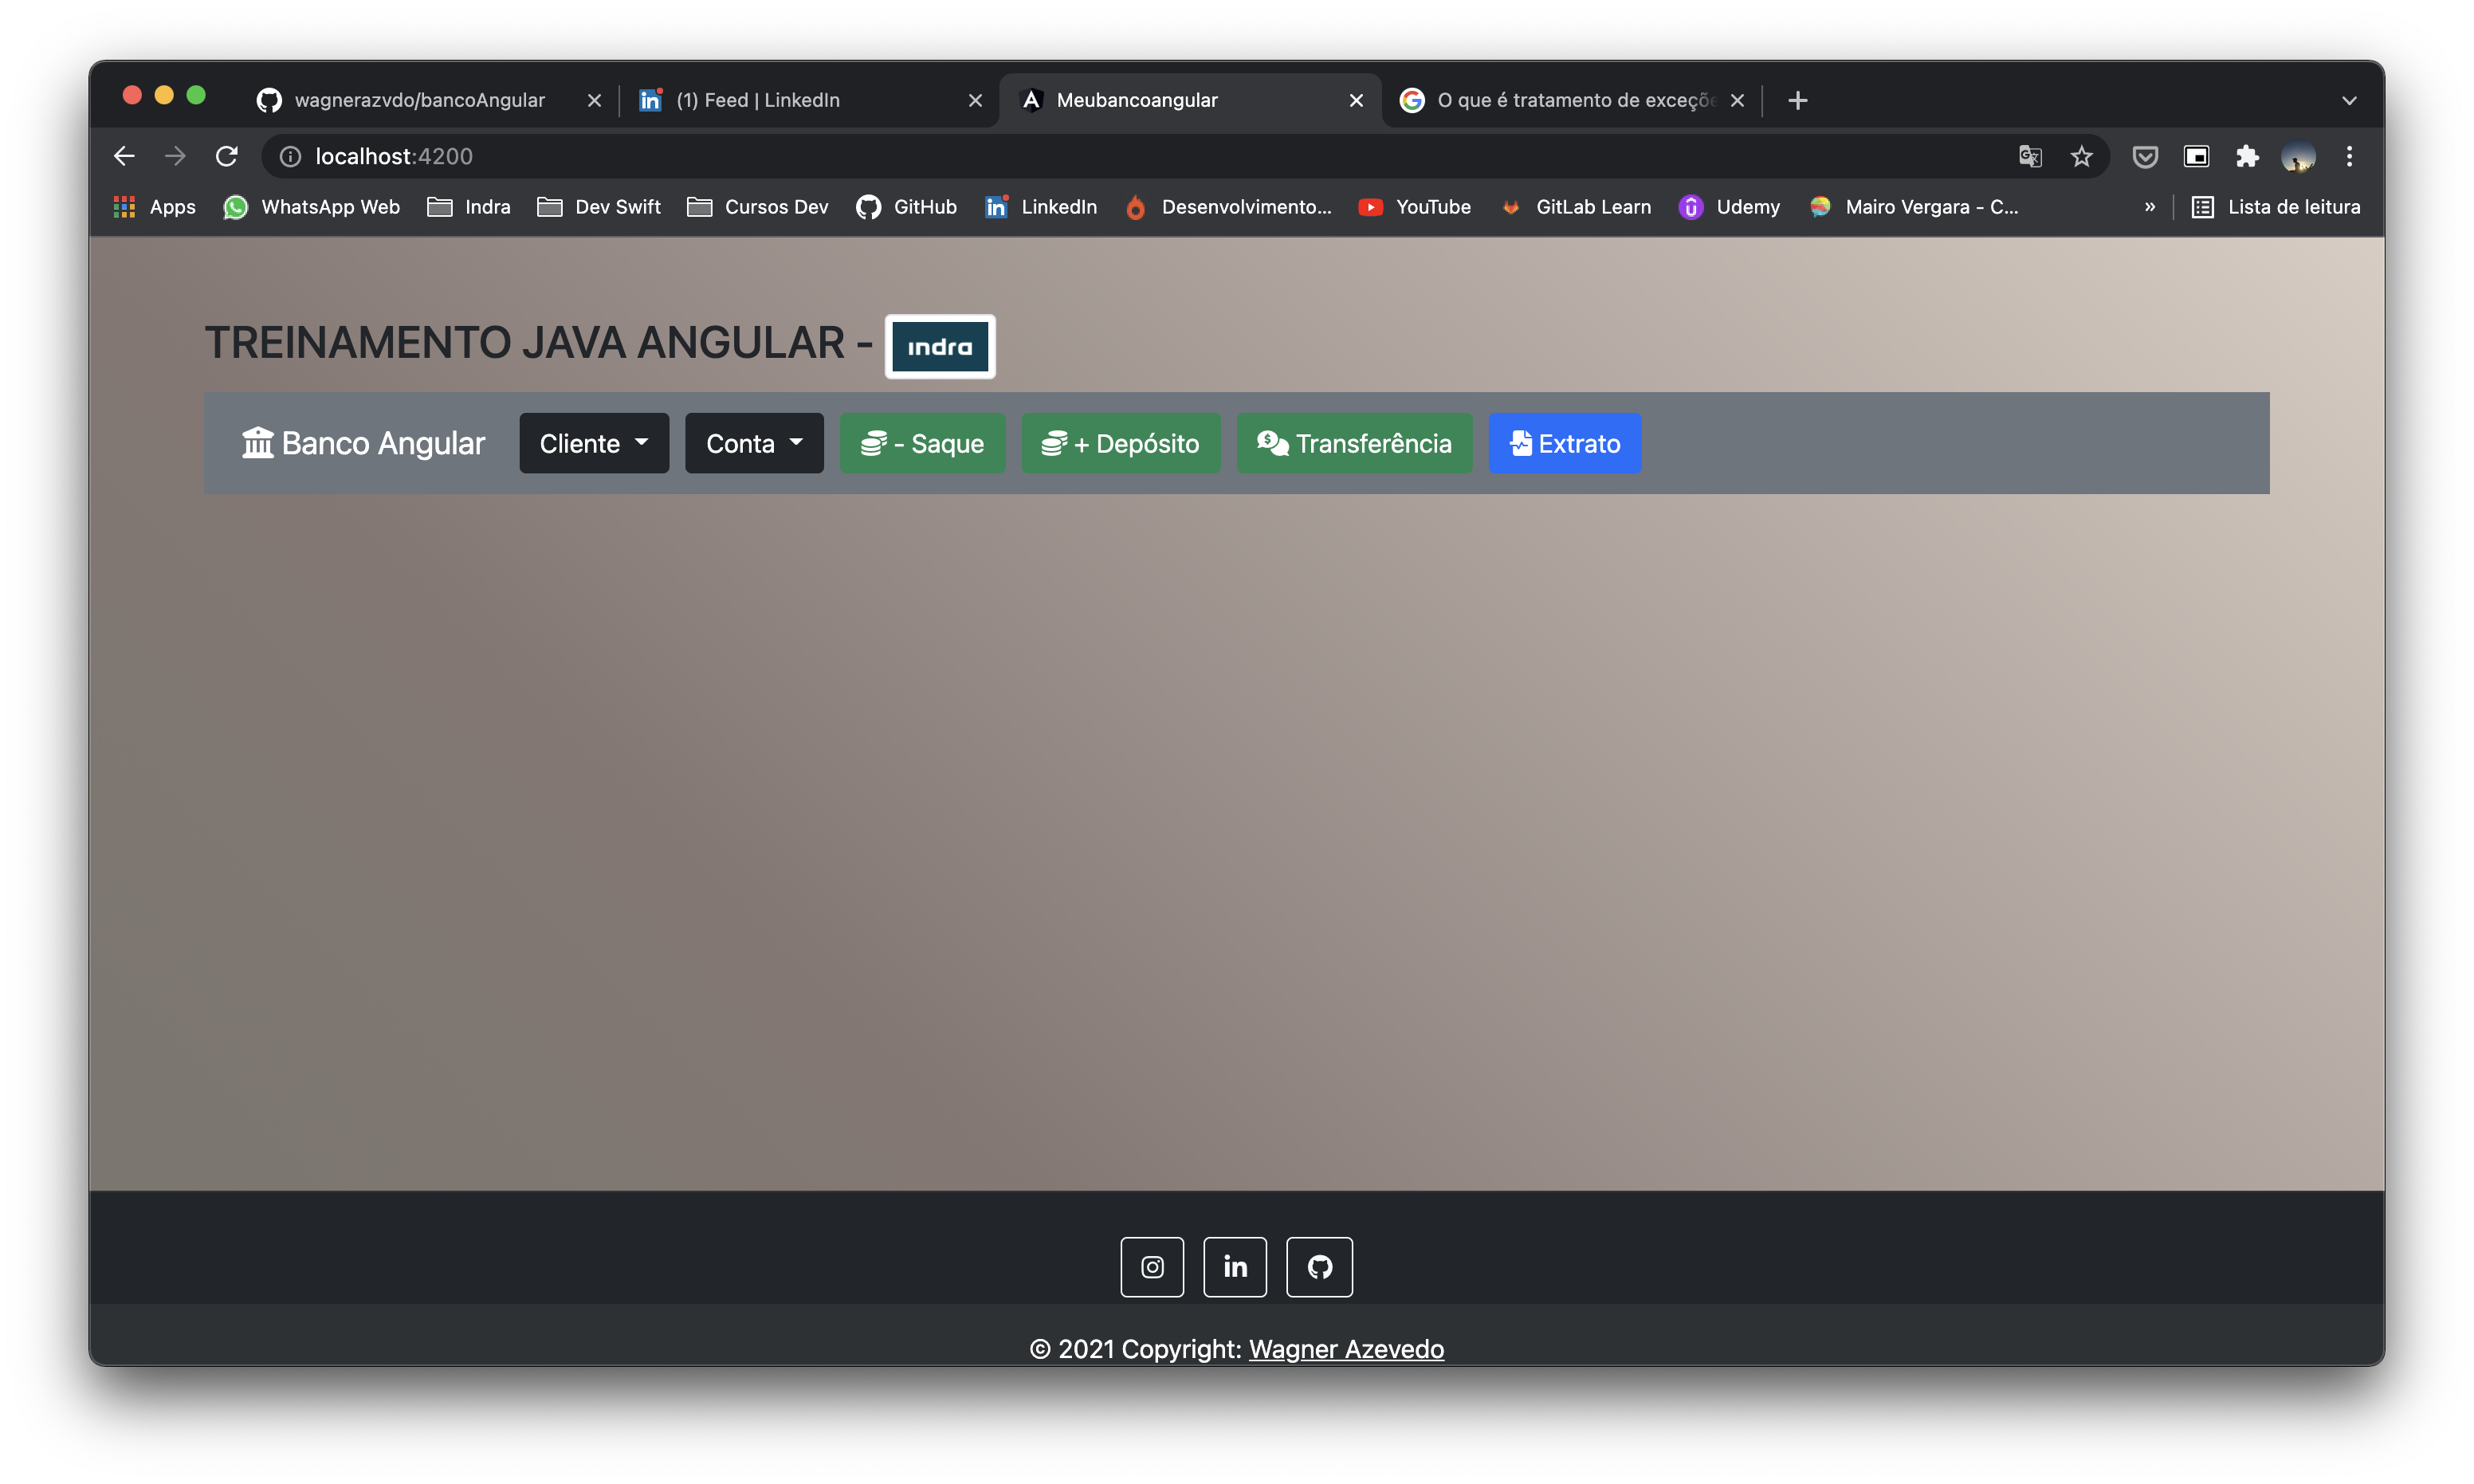 wagnerazvdo/bancoAngular
(1) Feed | LinkedIn
Meubancoangular
O que é tratamento de exceçõe
localhost:4200
Apps
WhatsApp Web
Indra
Dev Swift
Cursos Dev
GitHub
LinkedIn
Desenvolvimento...
YouTube
GitLab Learn
Udemy
Mairo Vergara - C...
»
Lista de leitura
TREINAMENTO JAVA ANGULAR - indra
Banco Angular
Cliente
Conta
- Saque
+ Depósito
Transferência
Extrato
© 2021 Copyright: Wagner Azevedo